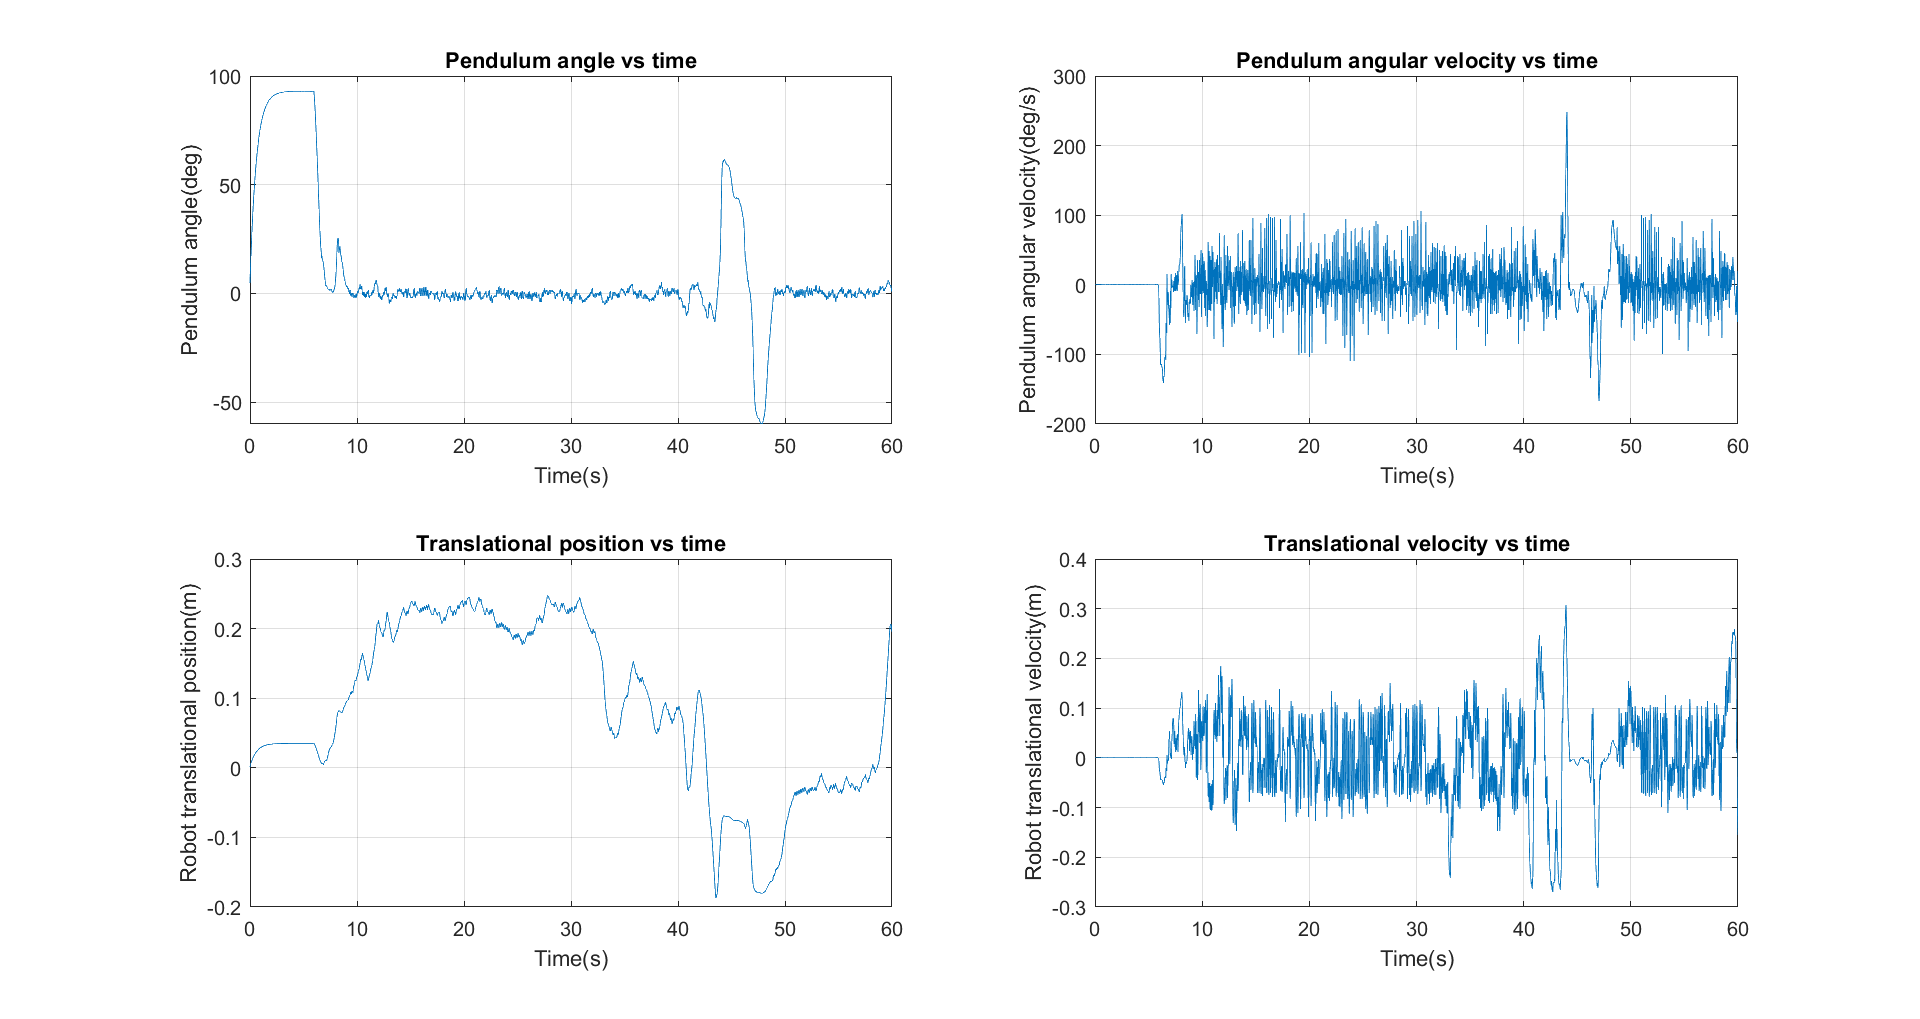 Pendulum angle vs time
Pendulum angle(deg)
100
50
0
-50
0 10 20 30 40 50 60
Time(s)
Pendulum angular velocity vs time
Pendulum angular velocity(deg/s)
300
200
100
0
-100
-200
0 10 20 30 40 50 60
Time(s)
Translational position vs time
Robot translational position(m)
0.3
0.2
0.1
0
-0.1
-0.2
0 10 20 30 40 50 60
Time(s)
Translational velocity vs time
Robot translational velocity(m)
0.4
0.3
0.2
0.1
0
-0.1
-0.2
-0.3
0 10 20 30 40 50 60
Time(s)